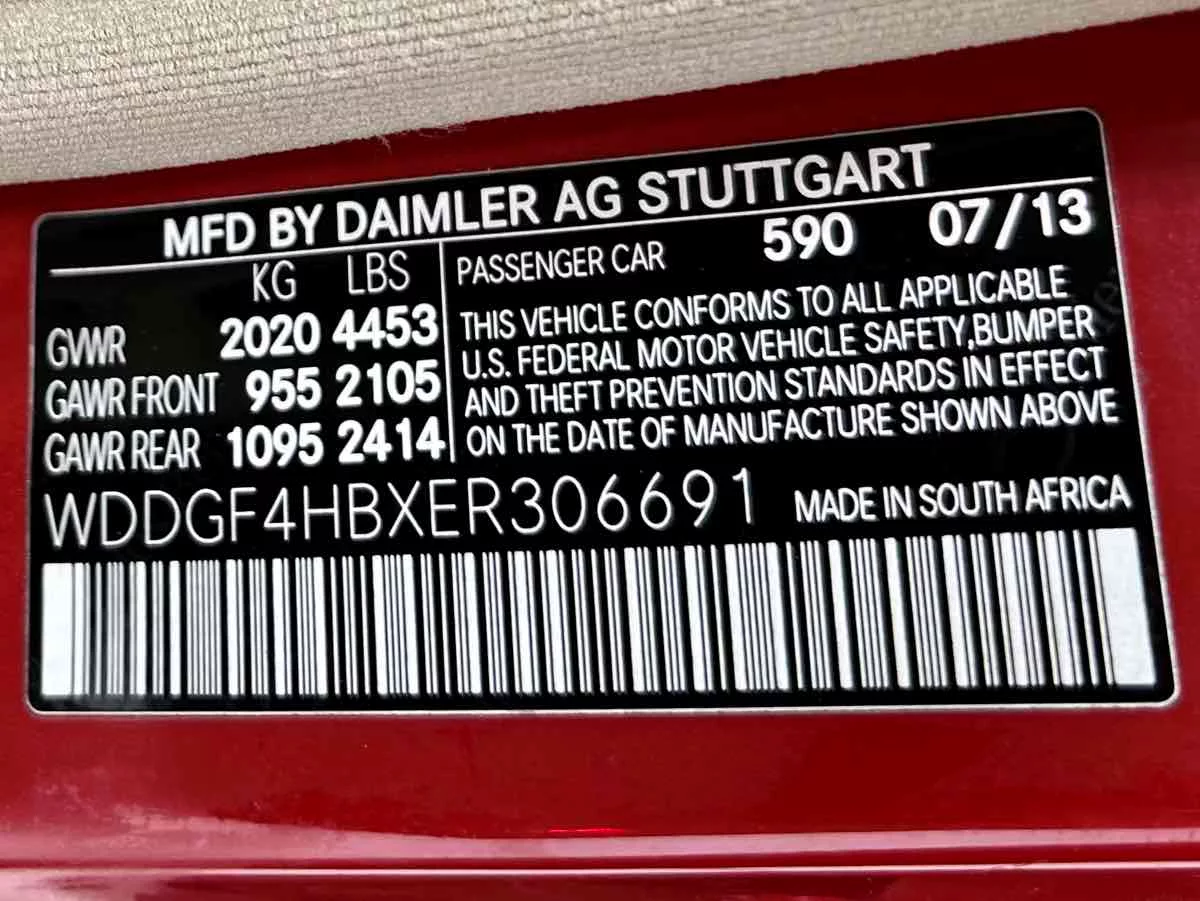 MFD BY DAIMLER AG STUTTGART
KG LBS
GVWR 2020 4453
GAWR FRONT 955 2105
GAWR REAR 1095 2414
PASSENGER CAR 590 07/13
THIS VEHICLE CONFORMS TO ALL APPLICABLE
U.S. FEDERAL MOTOR VEHICLE SAFETY,BUMPER
AND THEFT PREVENTION STANDARDS IN EFFECT
ON THE DATE OF MANUFACTURE SHOWN ABOVE
WDDGF4HBXER306691 MADE IN SOUTH AFRICA